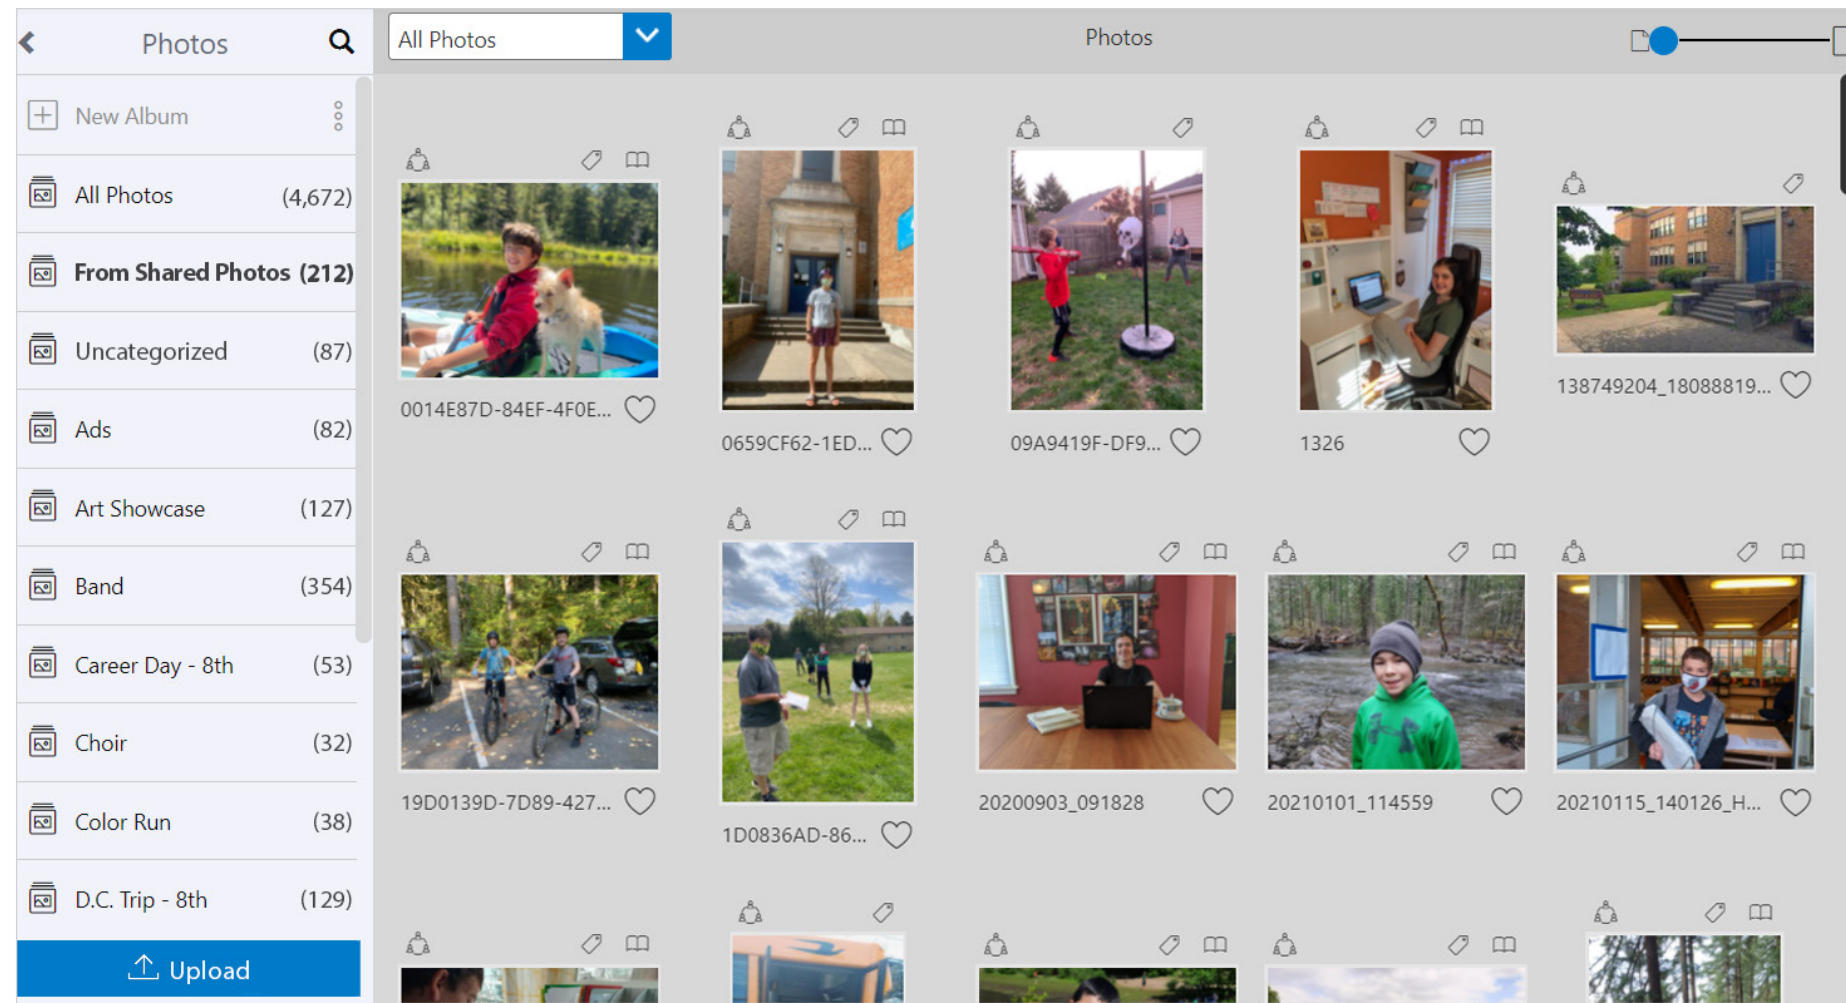 Photos
All Photos
Photos
New Album
All Photos (4,672)
From Shared Photos (212)
Uncategorized (87)
Ads (82)
Art Showcase (127)
Band (354)
Career Day - 8th (53)
Choir (32)
Color Run (38)
D.C. Trip - 8th (129)
Upload
0014E87D-84EF-4F0E...
0659CF62-1ED...
09A9419F-DF9...
1326
138749204_18088819...
19D0139D-7D89-427...
1D0836AD-86...
20200903_091828
20210101_114559
20210115_140126_H...